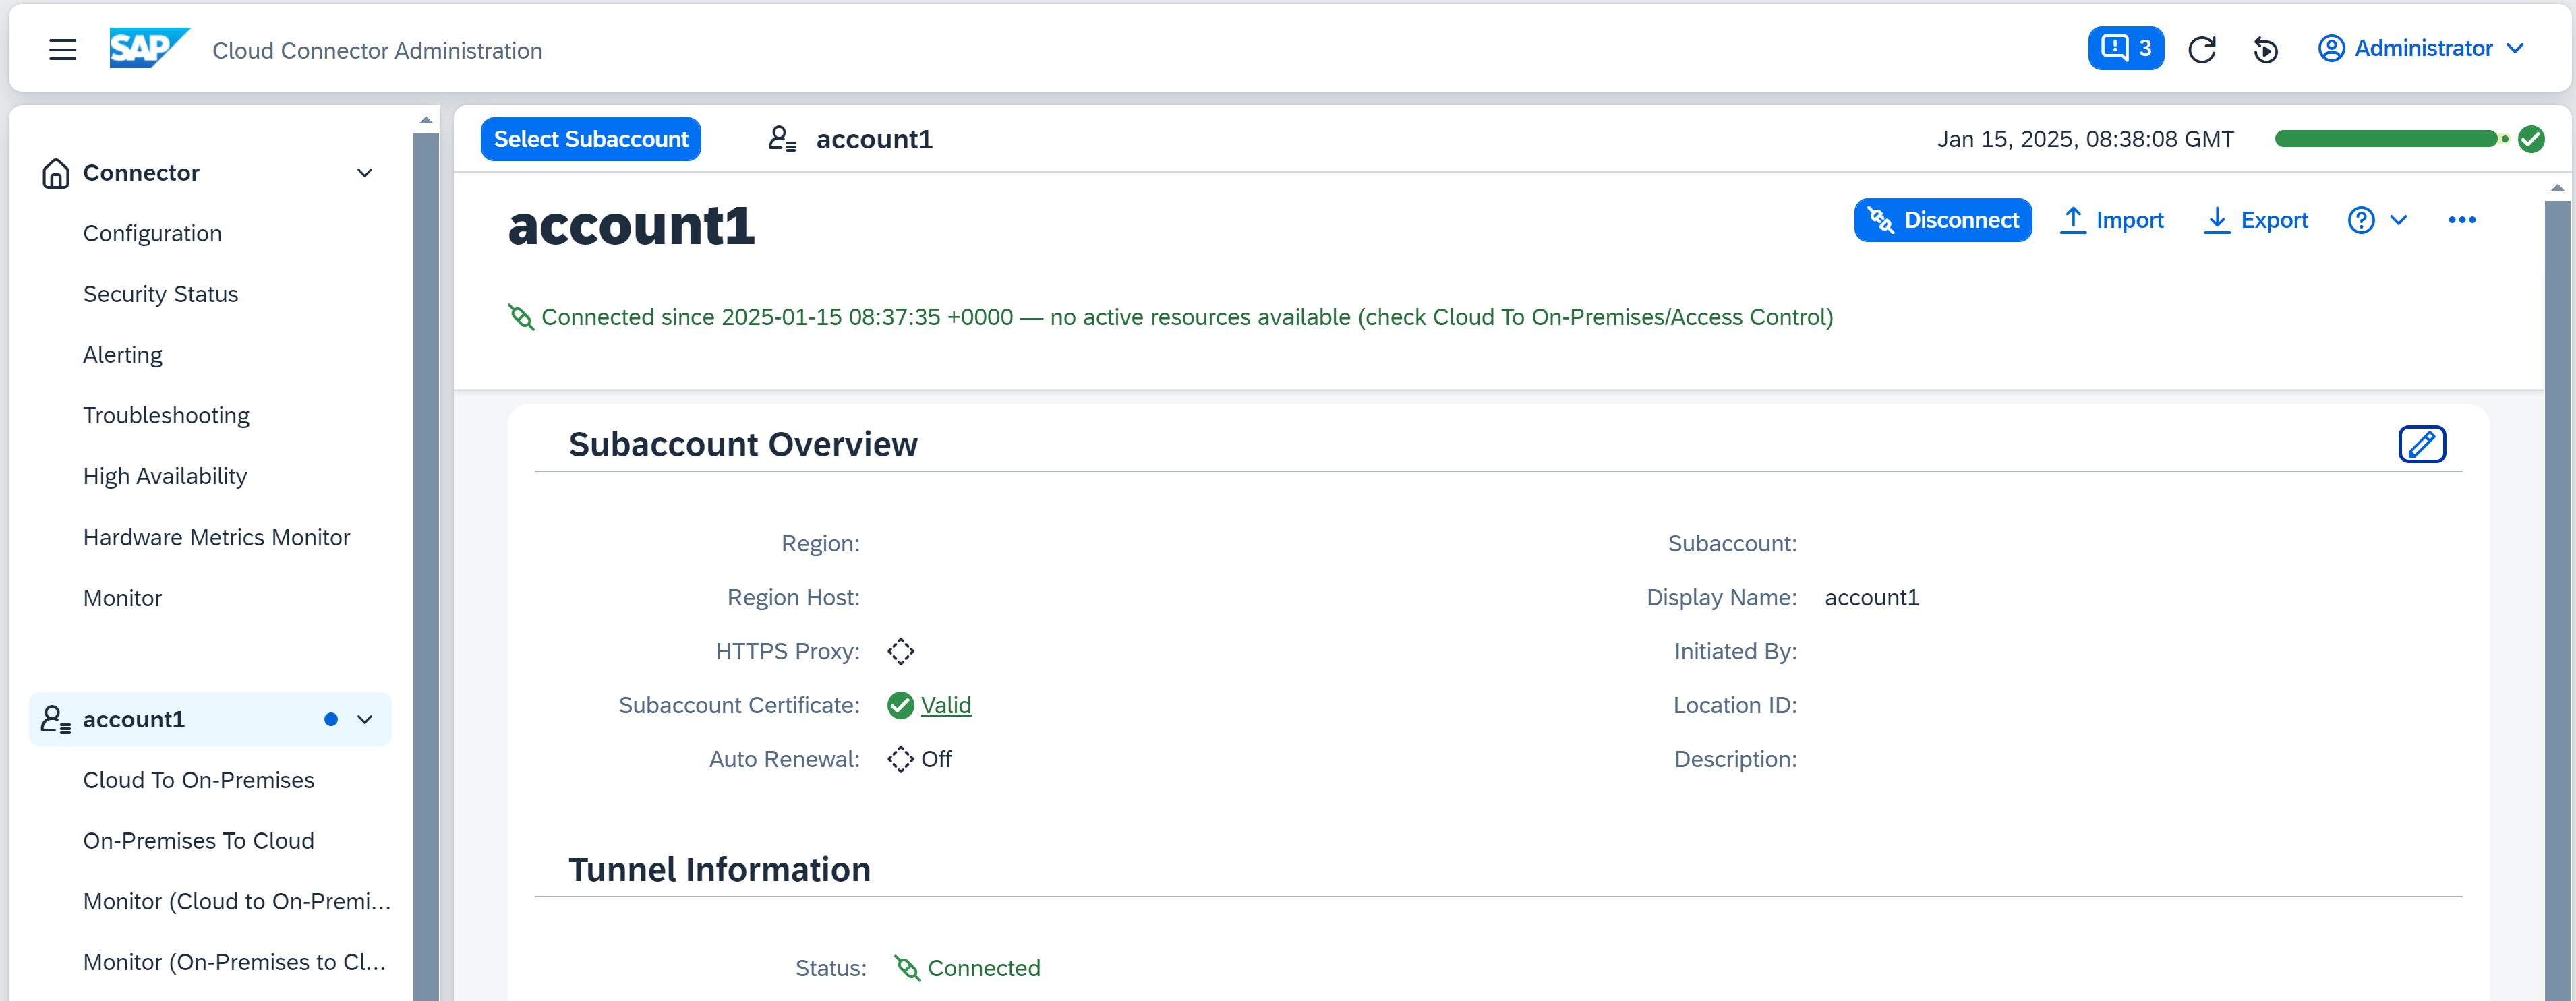 SAP Cloud Connector Administration
3
Administrator
Connector
Configuration
Security Status
Alerting
Troubleshooting
High Availability
Hardware Metrics Monitor
Monitor
account1
Cloud To On-Premises
On-Premises To Cloud
Monitor (Cloud to On-Premi...
Monitor (On-Premises to Cl...
Select Subaccount
account1
Jan 15, 2025, 08:38:08 GMT
account1
Disconnect
Import
Export
Connected since 2025-01-15 08:37:35 +0000 — no active resources available (check Cloud To On-Premises/Access Control)
Subaccount Overview
Region:
Region Host:
HTTPS Proxy:
Subaccount Certificate: Valid
Auto Renewal: Off
Subaccount:
Display Name: account1
Initiated By:
Location ID:
Description:
Tunnel Information
Status: Connected